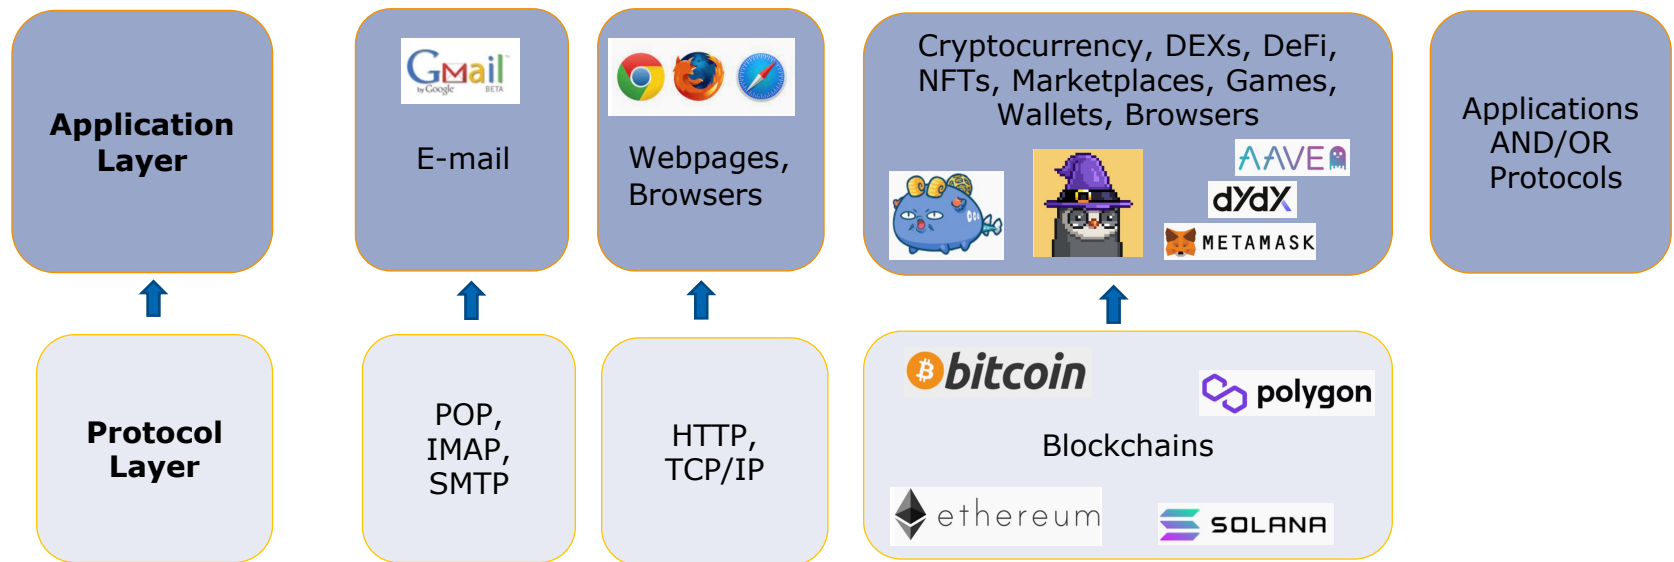 Application
Layer
Gmail™
by Google BETA
E-mail
Webpages,
Browsers
Cryptocurrency, DEXs, DeFi,
NFTs, Marketplaces, Games,
Wallets, Browsers
AAVE
dYdX
METAMASK
Applications
AND/OR
Protocols
Protocol
Layer
POP,
IMAP,
SMTP
HTTP,
TCP/IP
bitcoin
polygon
Blockchains
ethereum
SOLANA